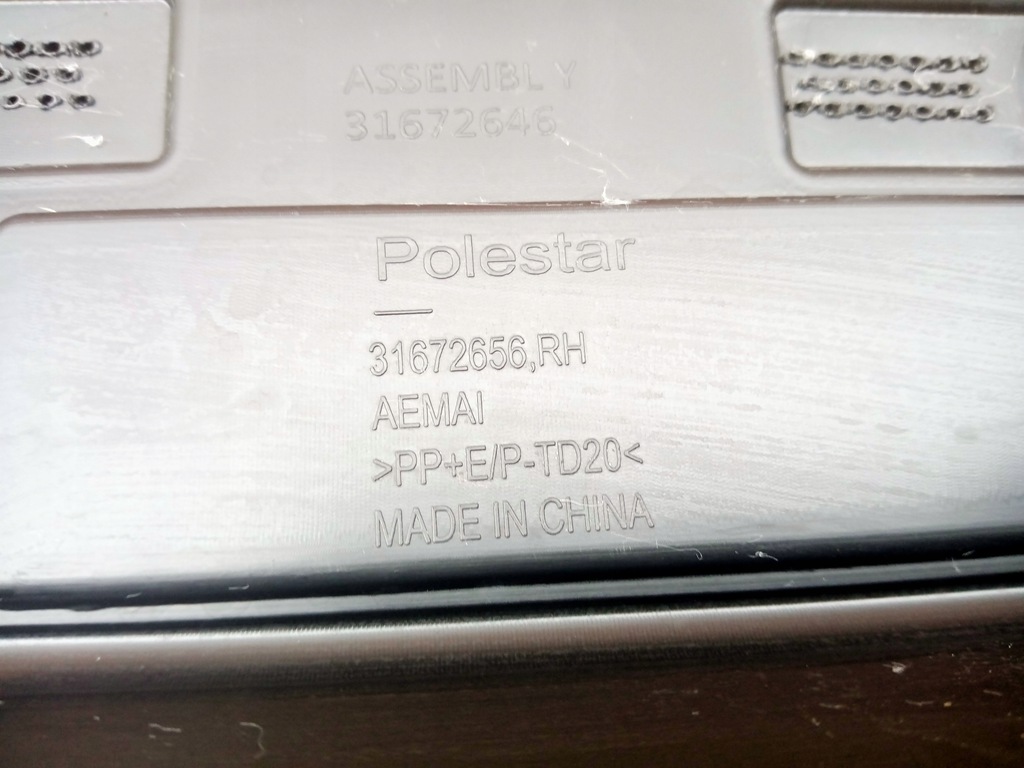 ASSEMBLY
31672646
Polestar
31672656,RH
AEMAI
>PP+E/P-TD20<
MADE IN CHINA